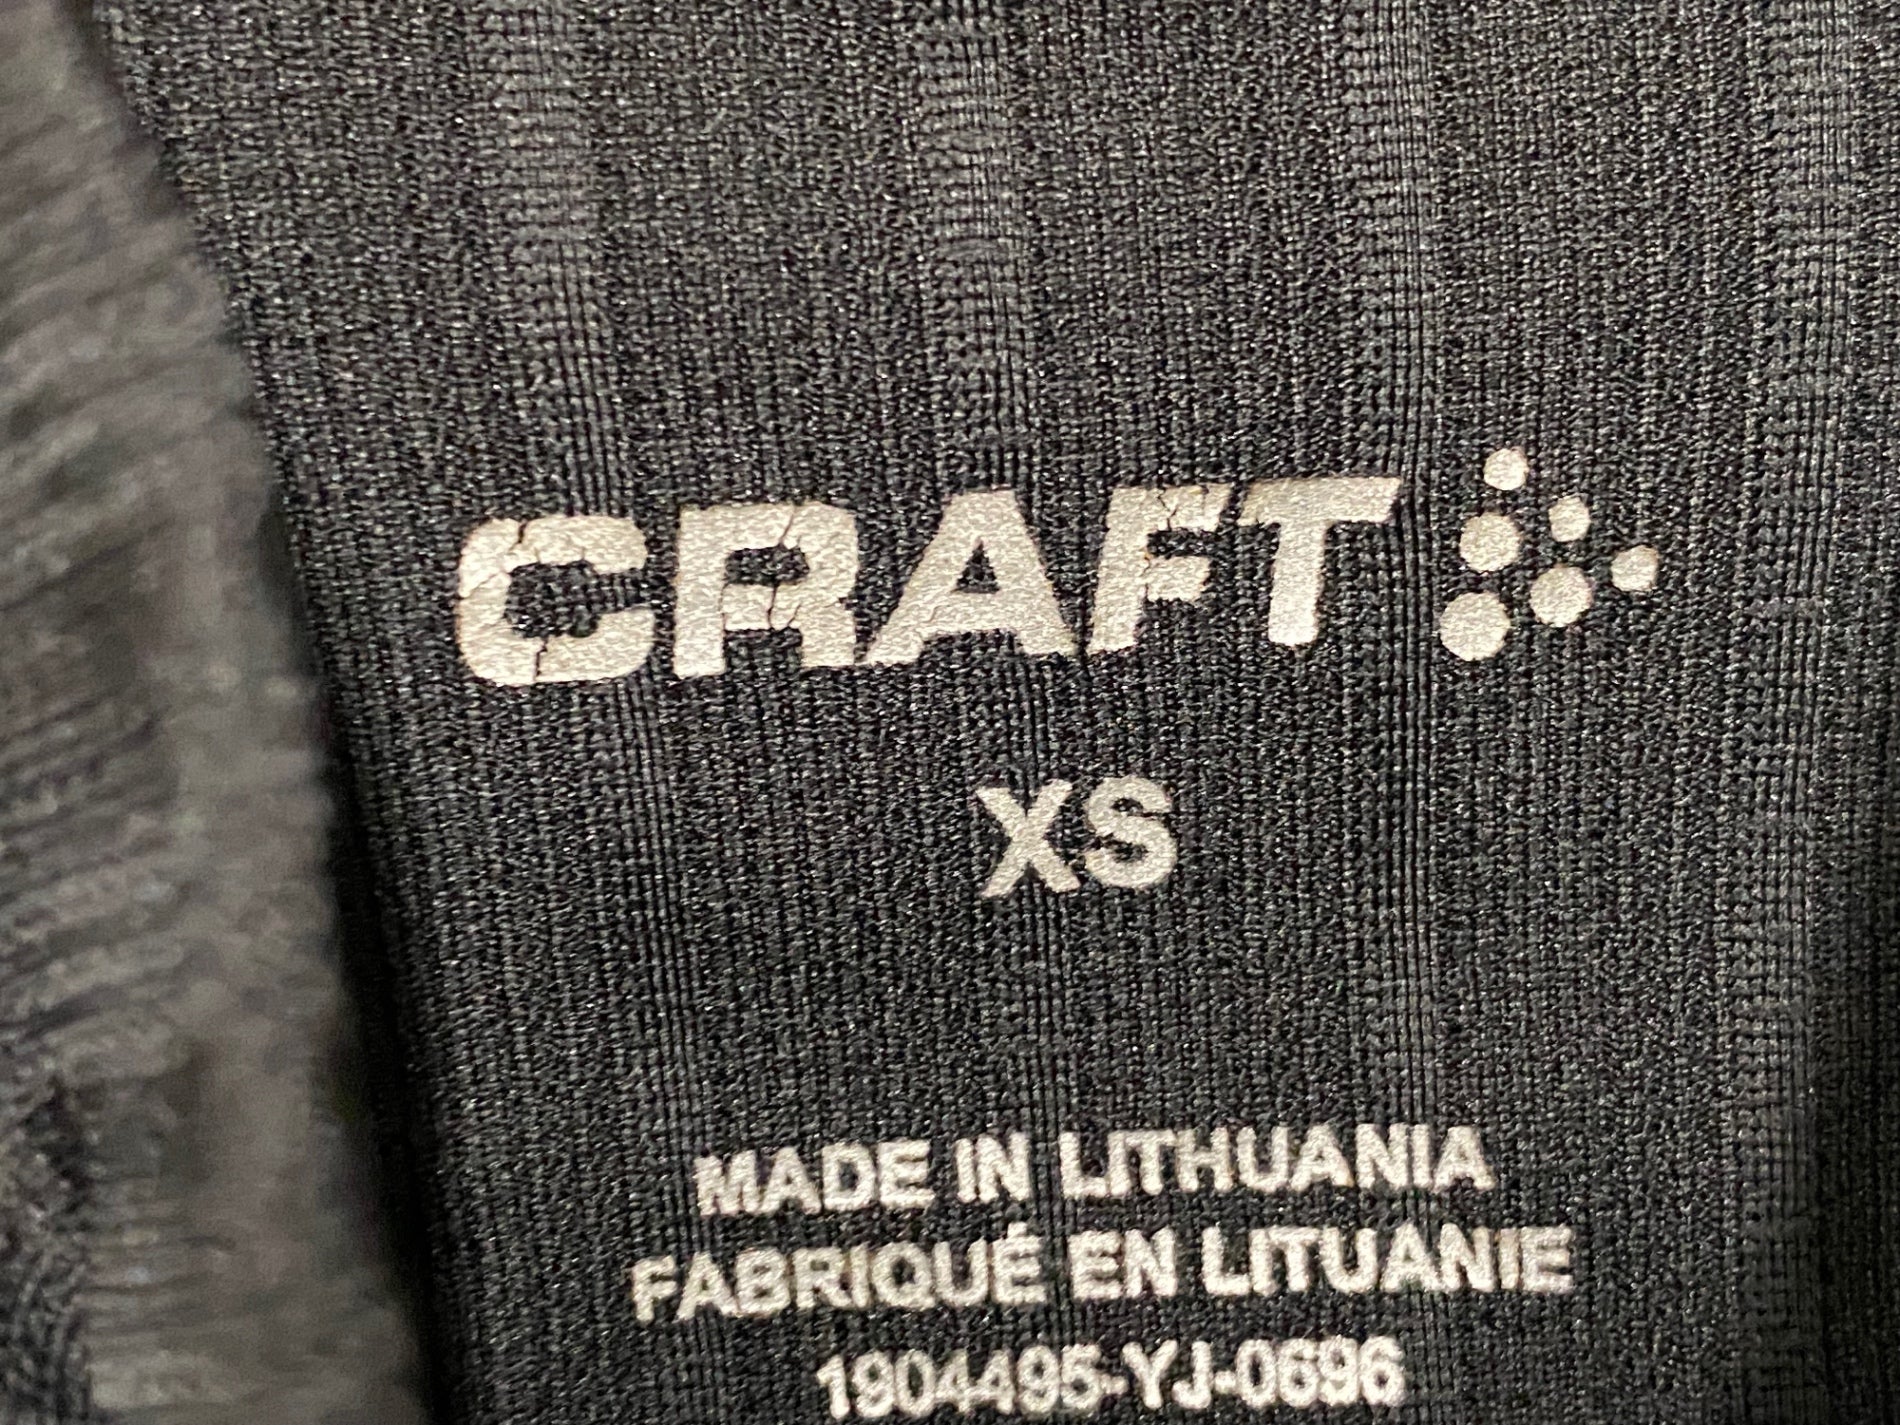 CRAFT
XS
MADE IN LITHUANIA
FABRIQUÉ EN LITUANIE
1904495-YJ-0696